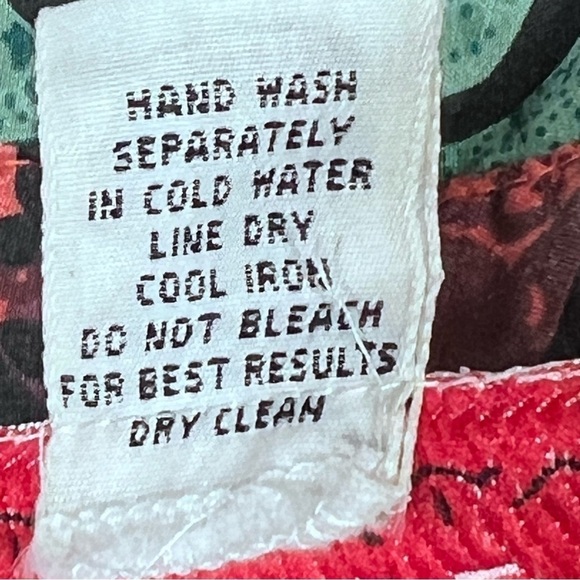 HAND WASH
SEPARATELY
IN COLD WATER
LINE DRY
COOL IRON
DO NOT BLEACH
FOR BEST RESULTS
DRY CLEAN